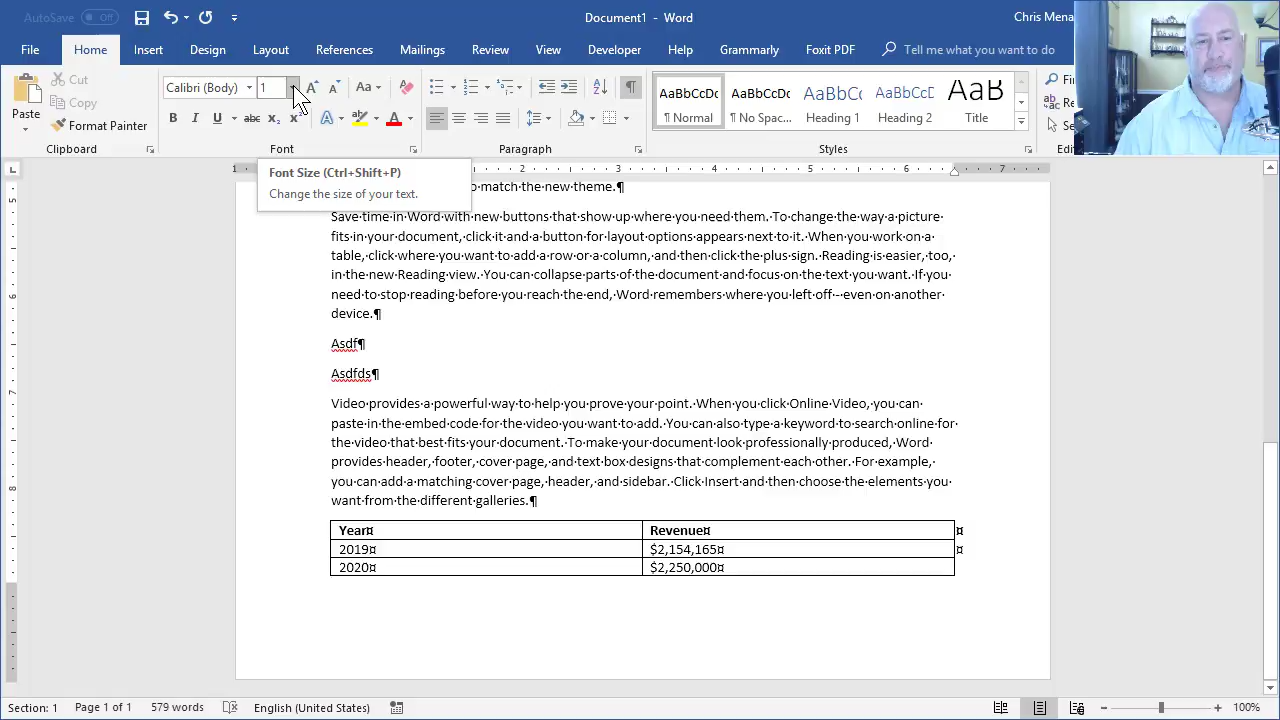 AutoSave Off
Document1 - Word
Chris Mena
File Home Insert Design Layout References Mailings Review View Developer Help Grammarly Foxit PDF Tell me what you want to do
Paste
Cut
Copy
Format Painter
Clipboard
Calibri (Body) 1
Font
Paragraph
AaBbCcDc AaBbCcDc AaBbCcD AaBbCcD AaB
¶ Normal ¶ No Spac... Heading 1 Heading 2 Title
Styles
Font Size (Ctrl+Shift+P)
Change the size of your text.
1 2 3 4 5 6 7
to match·the·new·theme.¶
Save·time·in·Word·with·new·buttons·that·show·up·where·you·need·them.·To·change·the·way·a·picture·
fits·in·your·document,·click·it·and·a·button·for·layout·options·appears·next·to·it.·When·you·work·on·a·
table,·click·where·you·want·to·add·a·row·or·a·column,·and·then·click·the·plus·sign.·Reading·is·easier,·too,·
in·the·new·Reading·view.·You·can·collapse·parts·of·the·document·and·focus·on·the·text·you·want.·If·you·
need·to·stop·reading·before·you·reach·the·end,·Word·remembers·where·you·left·off·-·even·on·another·
device.¶
Asdf¶
Asdfds¶
Video·provides·a·powerful·way·to·help·you·prove·your·point.·When·you·click·Online·Video,·you·can·
paste·in·the·embed·code·for·the·video·you·want·to·add.·You·can·also·type·a·keyword·to·search·online·for·
the·video·that·best·fits·your·document.·To·make·your·document·look·professionally·produced,·Word·
provides·header,·footer,·cover·page,·and·text·box·designs·that·complement·each·other.·For·example,·
you·can·add·a·matching·cover·page,·header,·and·sidebar.·Click·Insert·and·then·choose·the·elements·you·
want·from·the·different·galleries.¶
Year¤ Revenue¤ ¤
2019¤ $2,154,165¤ ¤
2020¤ $2,250,000¤
Section: 1 Page 1 of 1 579 words English (United States) 100%